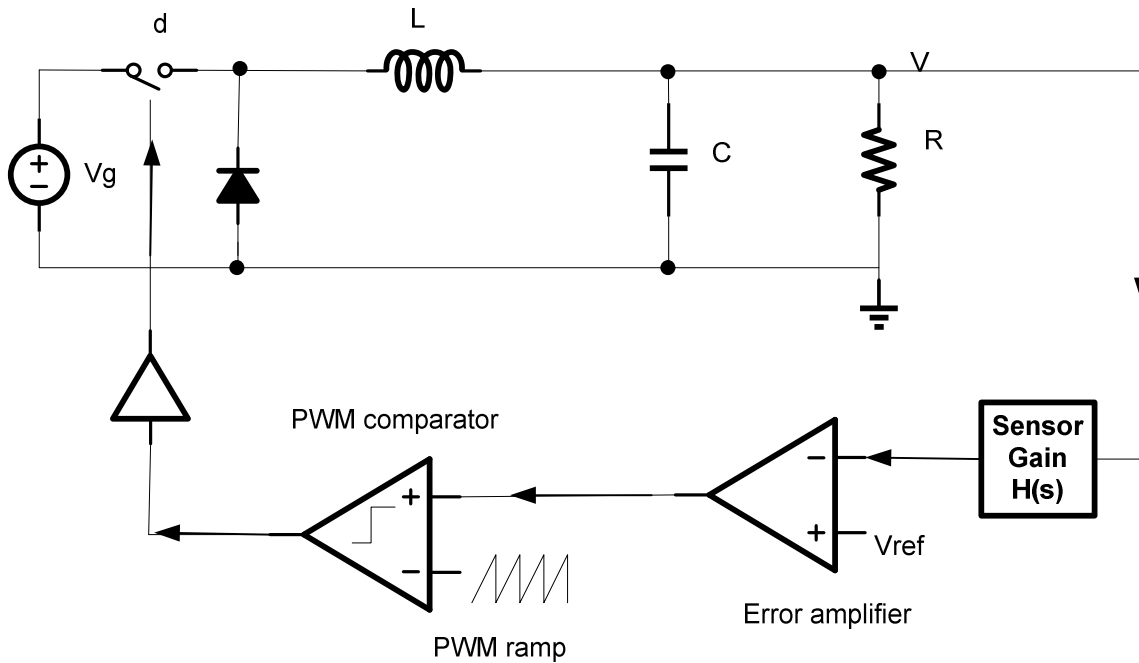 d
L
V
Vg
C
R
PWM comparator
Sensor
Gain
H(s)
Vref
Error amplifier
PWM ramp